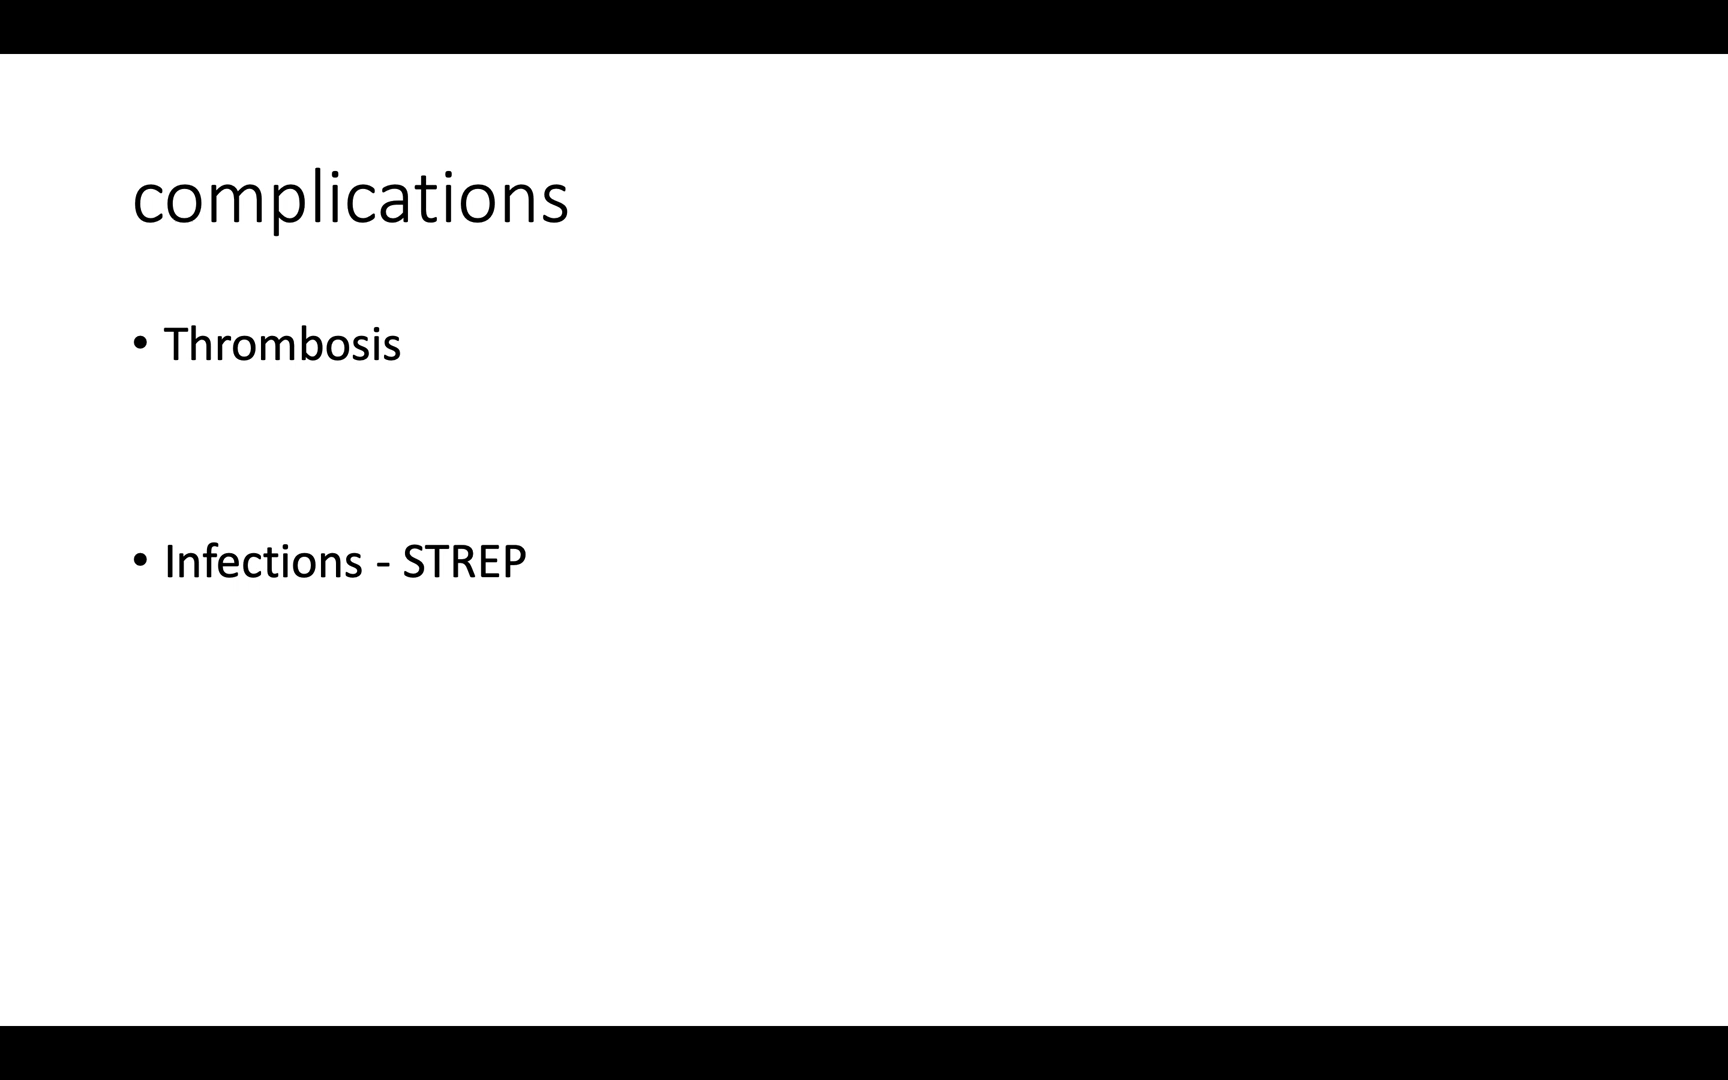 complications
• Thrombosis
• Infections - STREP